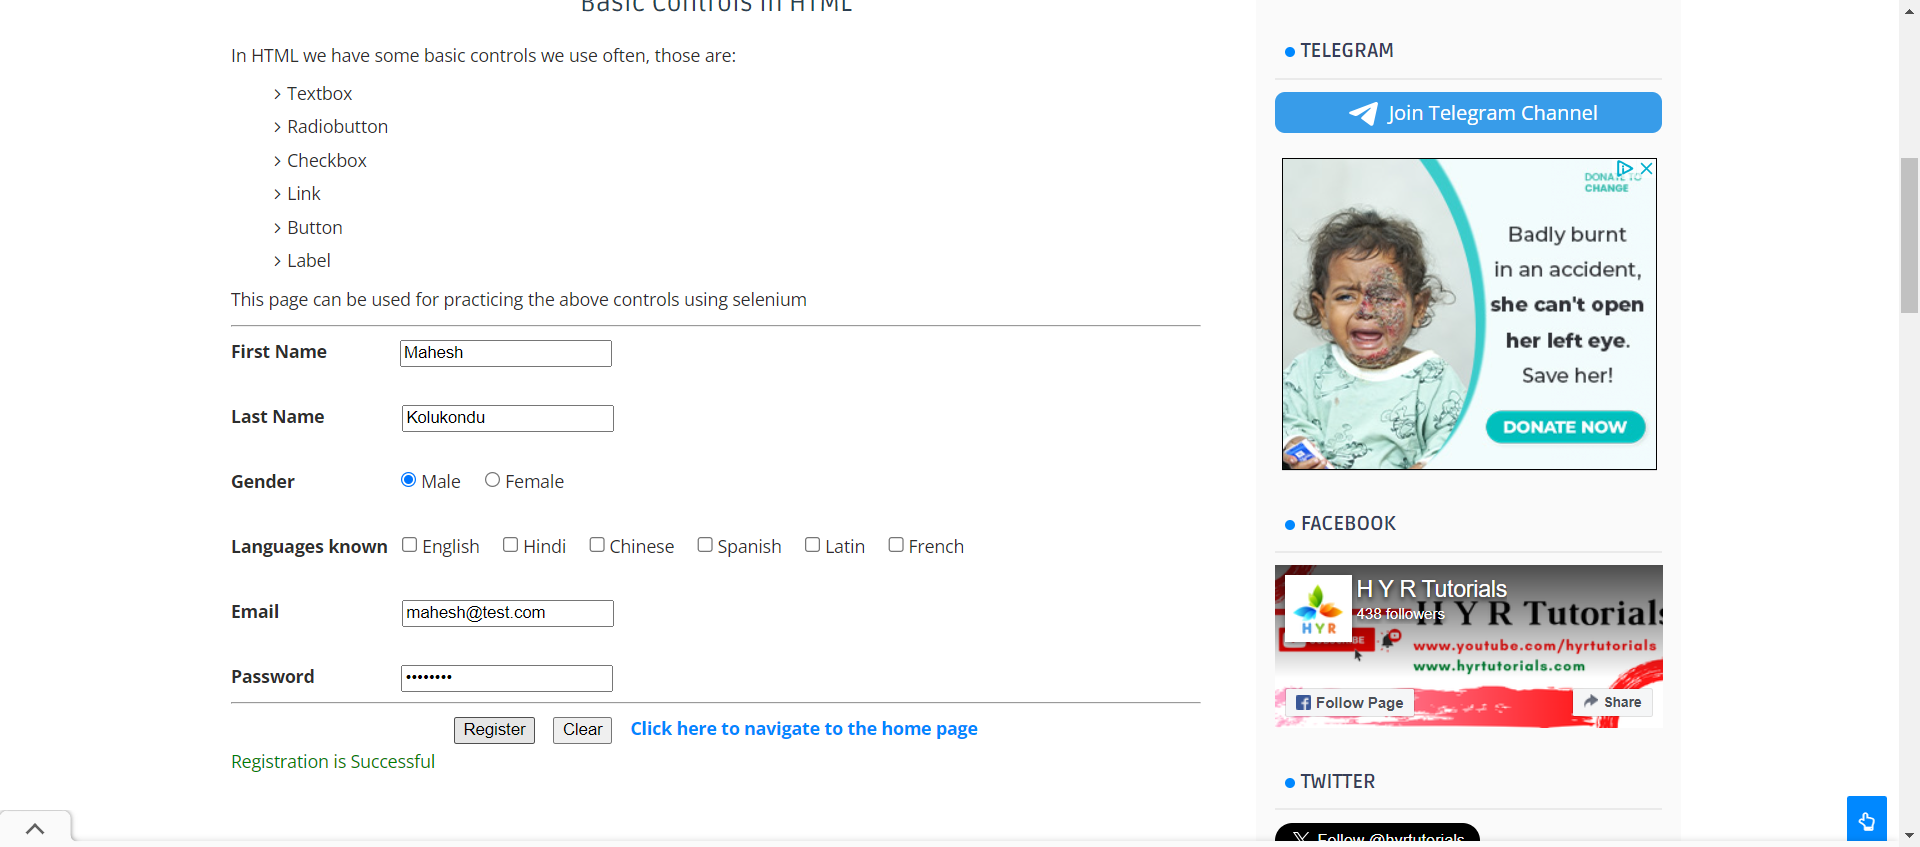 Basic Controls in HTML
In HTML we have some basic controls we use often, those are:
Textbox
Radiobutton
Checkbox
Link
Button
Label
This page can be used for practicing the above controls using selenium
First Name Mahesh
Last Name Kolukondu
Gender Male Female
Languages known English Hindi Chinese Spanish Latin French
Email mahesh@test.com
Password ••••••••
Register Clear Click here to navigate to the home page
Registration is Successful
TELEGRAM
Join Telegram Channel
DONATE TO
CHANGE
Badly burnt
in an accident,
she can't open
her left eye.
Save her!
DONATE NOW
FACEBOOK
H Y R Tutorials
438 followers
H Y R Tutorials
HYR
www.youtube.com/hyrtutorials
www.hyrtutorials.com
Follow Page Share
TWITTER
Follow @hyrtutorials